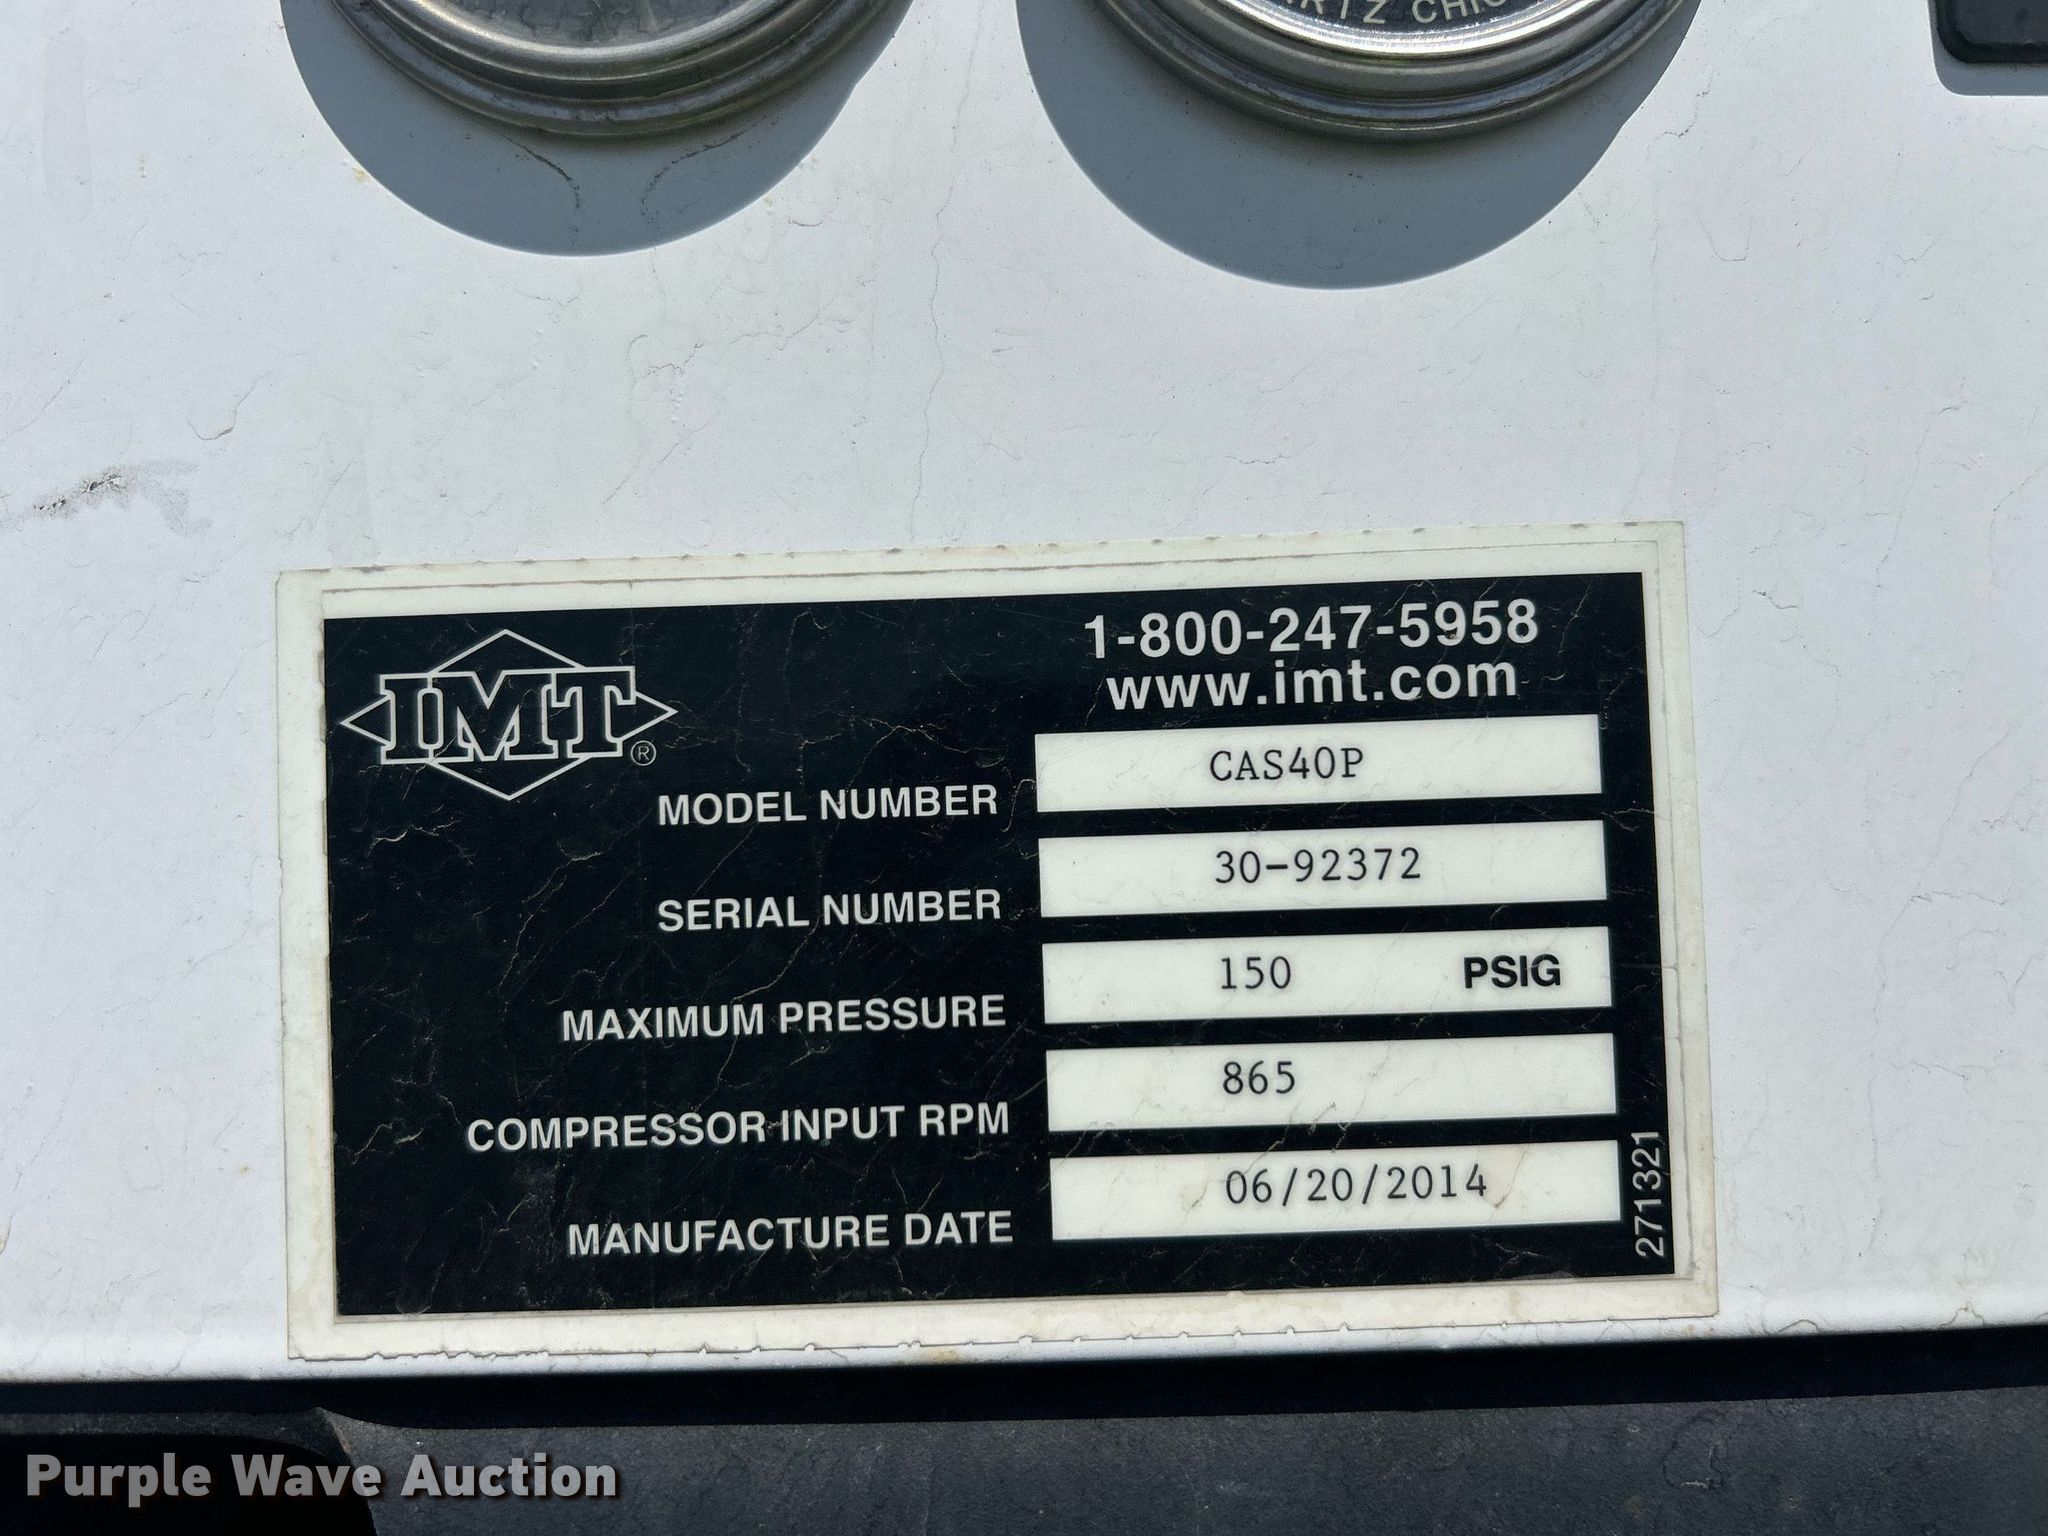 1-800-247-5958
www.imt.com
IMT®
MODEL NUMBER CAS40P
SERIAL NUMBER 30-92372
MAXIMUM PRESSURE 150 PSIG
COMPRESSOR INPUT RPM 865
MANUFACTURE DATE 06/20/2014
271321
Purple Wave Auction